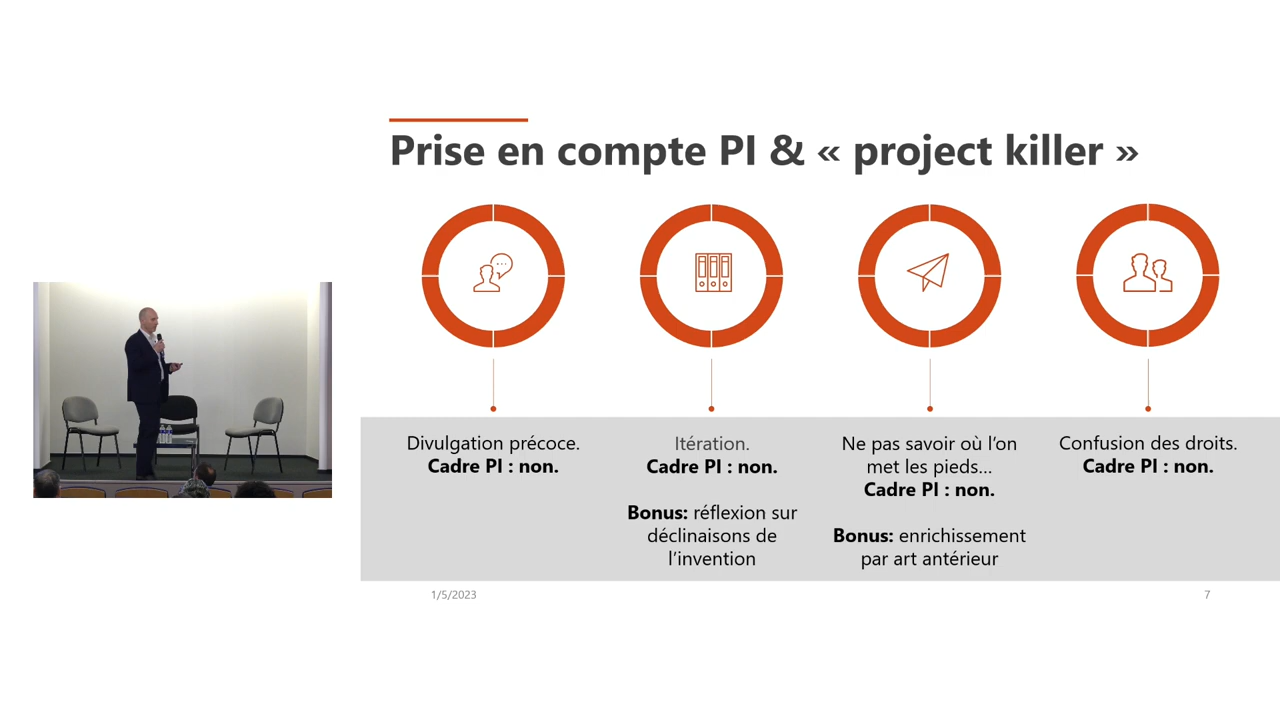 Prise en compte PI & « project killer »
Divulgation précoce.
Cadre PI : non.
Itération.
Cadre PI : non.
Bonus: réflexion sur
déclinaisons de
l’invention
Ne pas savoir où l’on
met les pieds…
Cadre PI : non.
Bonus: enrichissement
par art antérieur
Confusion des droits.
Cadre PI : non.
1/5/2023
7